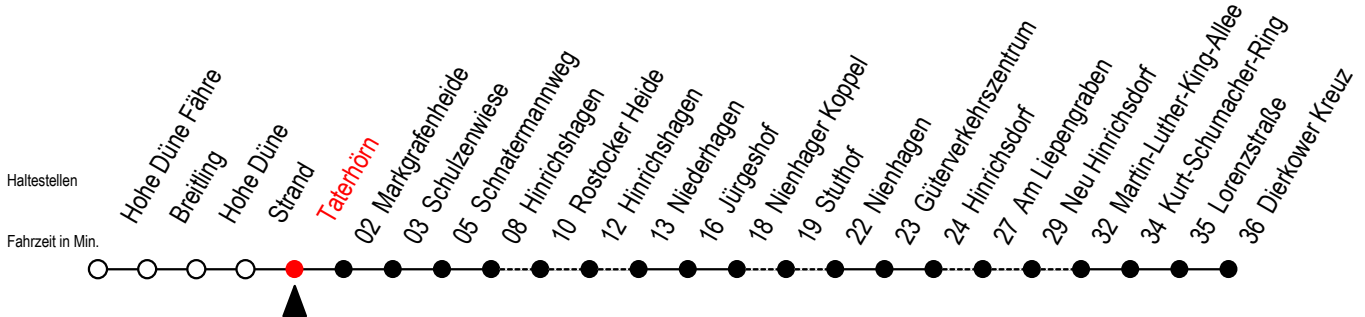 Haltestellen
Fahrzeit in Min.
Hohe Düne Fähre
Breitling
Hohe Düne
Strand
Taterhörn
02 Markgrafenheide
03 Schulzenwiese
05 Schnatermannweg
08 Hinrichshagen
10 Rostocker Heide
12 Hinrichshagen
13 Niederhagen
16 Jürgeshof
18 Nienhager Koppel
19 Stuthof
22 Nienhagen
23 Güterverkehrszentrum
24 Hinrichsdorf
27 Am Liepengraben
29 Neu Hinrichsdorf
32 Martin-Luther-King-Allee
34 Kurt-Schumacher-Ring
35 Lorenzstraße
36 Dierkower Kreuz